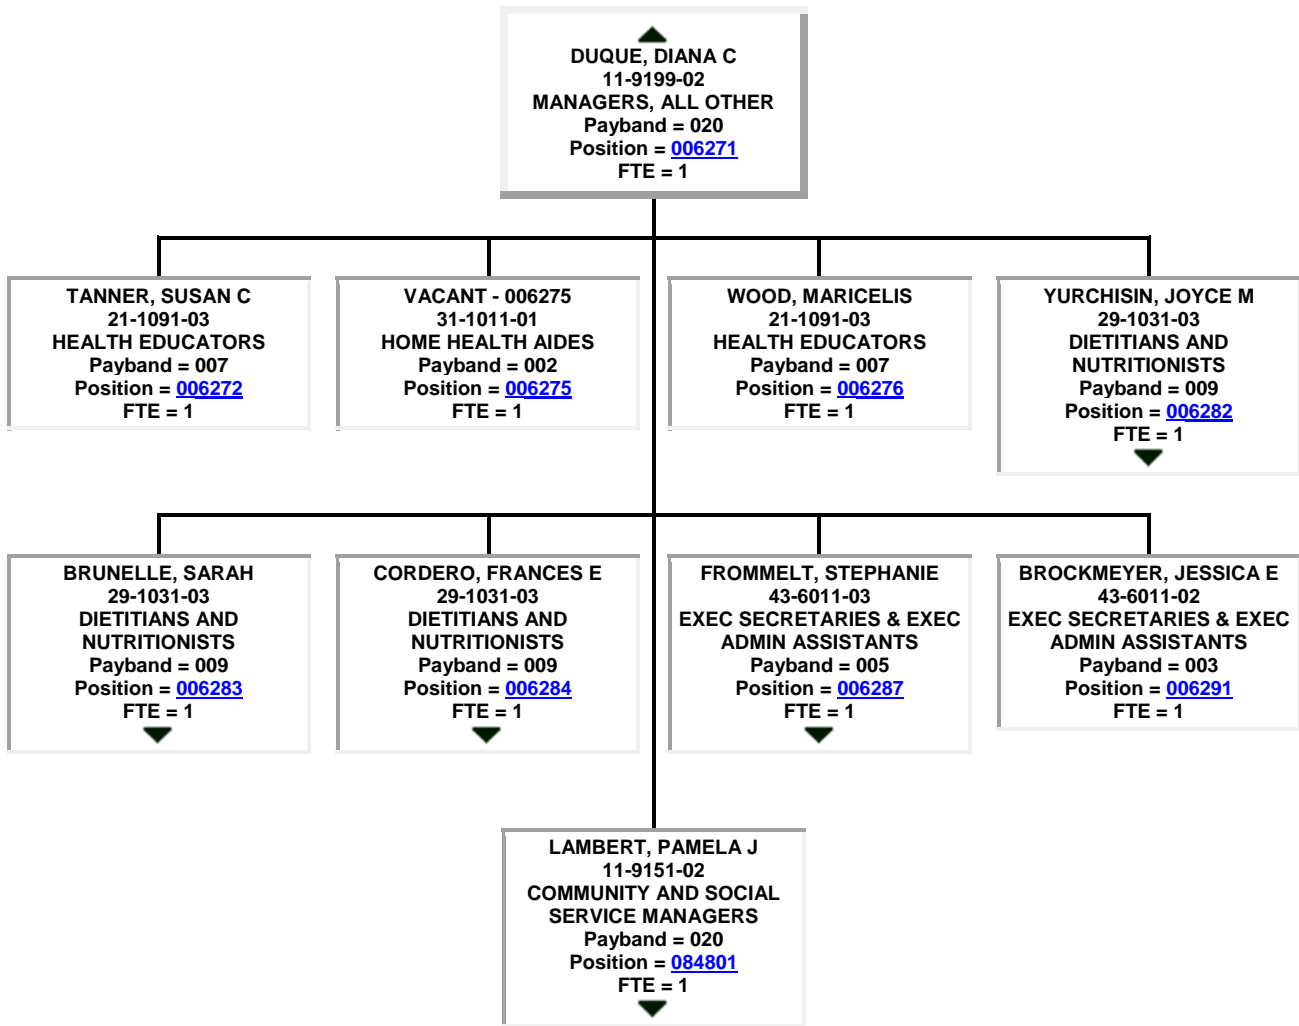 DUQUE, DIANA C
11-9199-02
MANAGERS, ALL OTHER
Payband = 020
Position = 006271
FTE = 1
TANNER, SUSAN C
21-1091-03
HEALTH EDUCATORS
Payband = 007
Position = 006272
FTE = 1
VACANT - 006275
31-1011-01
HOME HEALTH AIDES
Payband = 002
Position = 006275
FTE = 1
WOOD, MARICELIS
21-1091-03
HEALTH EDUCATORS
Payband = 007
Position = 006276
FTE = 1
YURCHISIN, JOYCE M
29-1031-03
DIETITIANS AND
NUTRITIONISTS
Payband = 009
Position = 006282
FTE = 1
BRUNELLE, SARAH
29-1031-03
DIETITIANS AND
NUTRITIONISTS
Payband = 009
Position = 006283
FTE = 1
CORDERO, FRANCES E
29-1031-03
DIETITIANS AND
NUTRITIONISTS
Payband = 009
Position = 006284
FTE = 1
FROMMELT, STEPHANIE
43-6011-03
EXEC SECRETARIES & EXEC
ADMIN ASSISTANTS
Payband = 005
Position = 006287
FTE = 1
BROCKMEYER, JESSICA E
43-6011-02
EXEC SECRETARIES & EXEC
ADMIN ASSISTANTS
Payband = 003
Position = 006291
FTE = 1
LAMBERT, PAMELA J
11-9151-02
COMMUNITY AND SOCIAL
SERVICE MANAGERS
Payband = 020
Position = 084801
FTE = 1